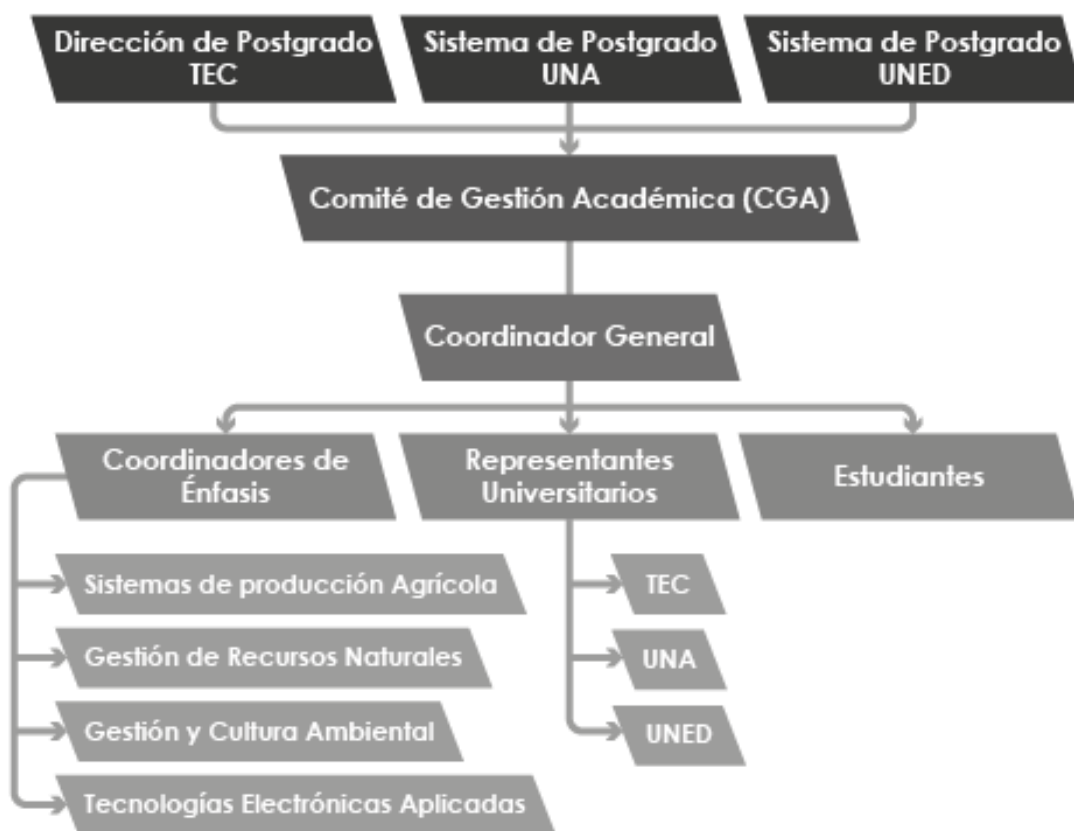 Dirección de Postgrado
TEC
Sistema de Postgrado
UNA
Sistema de Postgrado
UNED
Comité de Gestión Académica (CGA)
Coordinador General
Coordinadores de
Énfasis
Representantes
Universitarios
Estudiantes
Sistemas de producción Agrícola
Gestión de Recursos Naturales
Gestión y Cultura Ambiental
Tecnologías Electrónicas Aplicadas
TEC
UNA
UNED